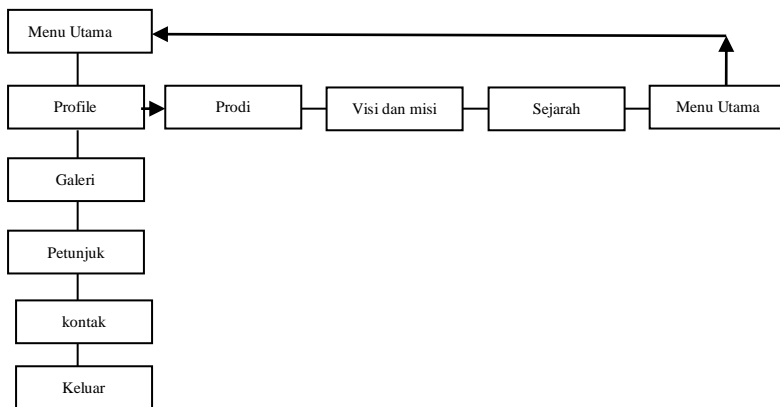 Menu Utama
Profile
Prodi
Visi dan misi
Sejarah
Menu Utama
Galeri
Petunjuk
kontak
Keluar